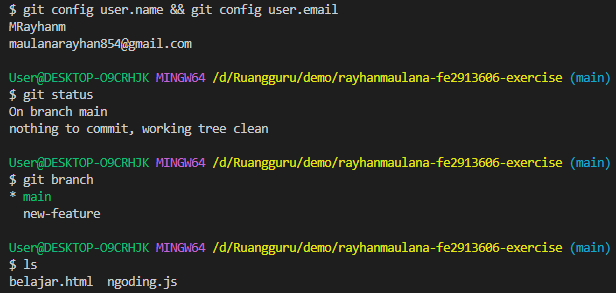 $ git config user.name && git config user.email
MRayhanm
maulanarayhan854@gmail.com
User@DESKTOP-O9CRHJK MINGW64 /d/Ruangguru/demo/rayhanmaulana-fe2913606-exercise (main)
$ git status
On branch main
nothing to commit, working tree clean
User@DESKTOP-O9CRHJK MINGW64 /d/Ruangguru/demo/rayhanmaulana-fe2913606-exercise (main)
$ git branch
* main
  new-feature
User@DESKTOP-O9CRHJK MINGW64 /d/Ruangguru/demo/rayhanmaulana-fe2913606-exercise (main)
$ ls
belajar.html  ngoding.js